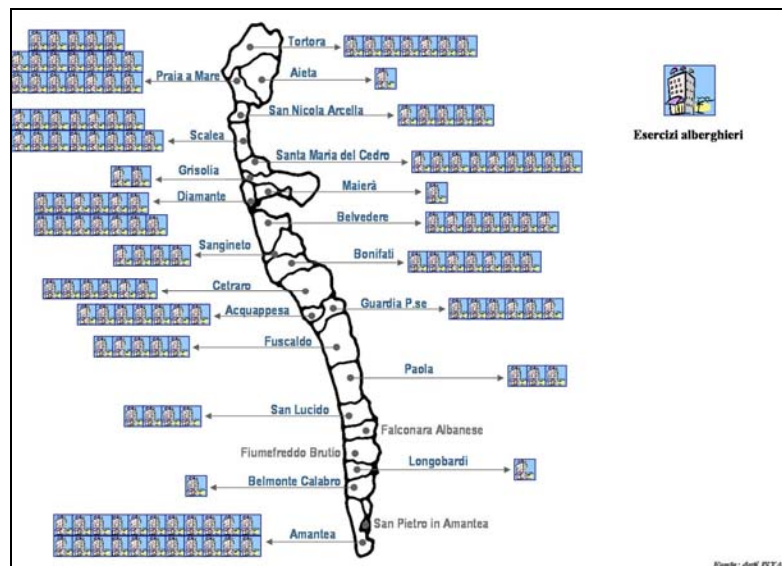 Tortora
Praia a Mare
Aieta
San Nicola Arcella
Esercizi alberghieri
Scalea
Santa Maria del Cedro
Grisolia
Maierà
Diamante
Belvedere
Sangineto
Bonifati
Cetraro
Guardia P.se
Acquappesa
Fuscaldo
Paola
San Lucido
Falconara Albanese
Fiumefreddo Brutio
Longobardi
Belmonte Calabro
San Pietro in Amantea
Amantea
Fonte: dati